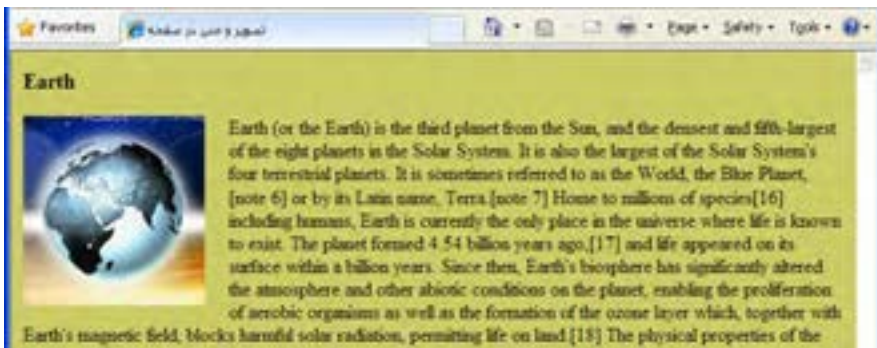 Favorites تصویر و متن در صفحه Page Safety Tools
Earth
Earth (or the Earth) is the third planet from the Sun, and the densest and fifth-largest
of the eight planets in the Solar System. It is also the largest of the Solar System's
four terrestrial planets. It is sometimes referred to as the World, the Blue Planet,
[note 6] or by its Latin name, Terra.[note 7] Home to millions of species[16]
including humans, Earth is currently the only place in the universe where life is known
to exist. The planet formed 4.54 billion years ago,[17] and life appeared on its
surface within a billion years. Since then, Earth's biosphere has significantly altered
the atmosphere and other abiotic conditions on the planet, enabling the proliferation
of aerobic organisms as well as the formation of the ozone layer which, together with
Earth's magnetic field, blocks harmful solar radiation, permitting life on land.[18] The physical properties of the